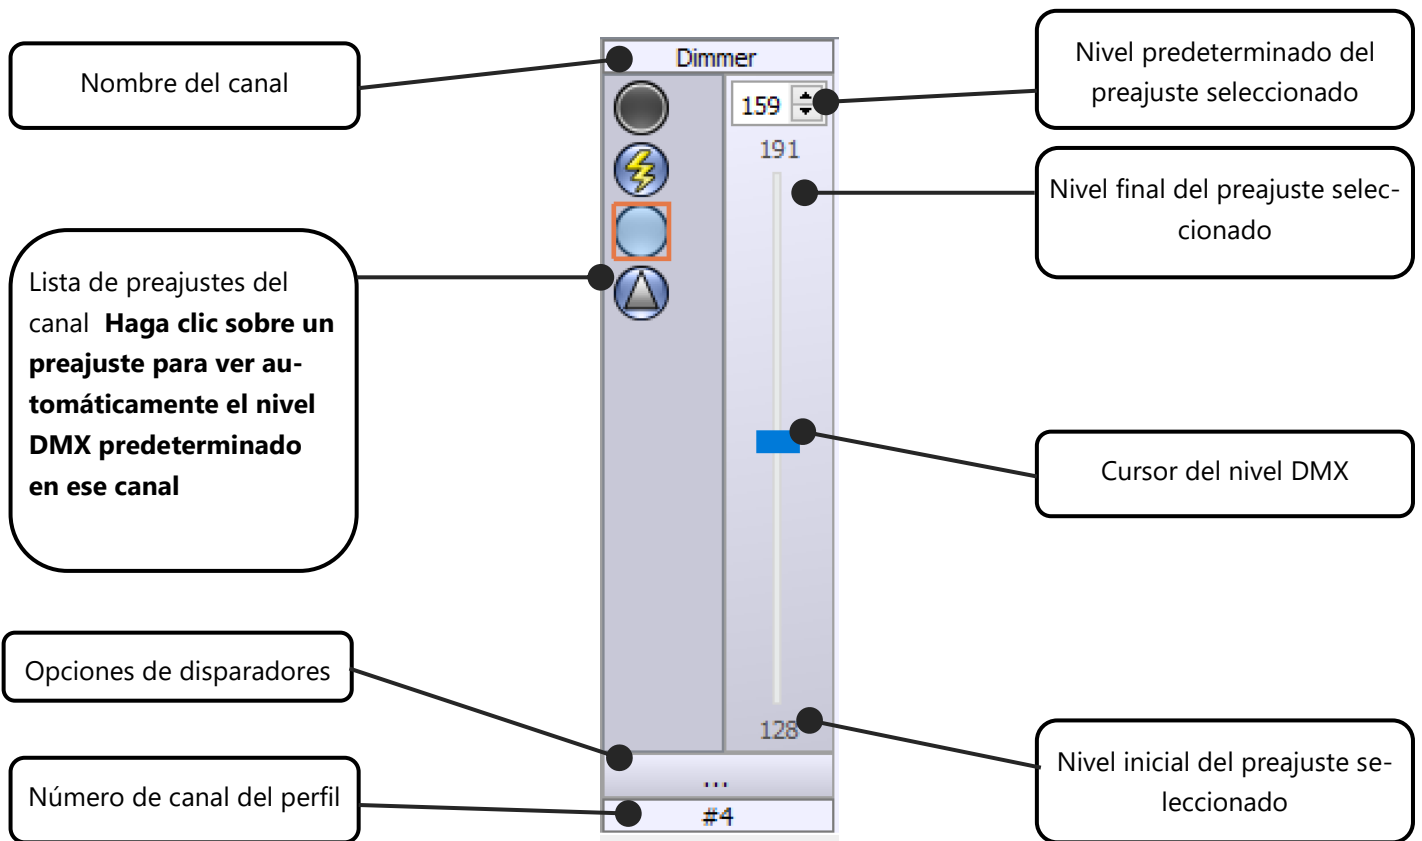 Nombre del canal
Dimmer
Nivel predeterminado del
preajuste seleccionado
159
191
Nivel final del preajuste selec-
cionado
Lista de preajustes del
canal Haga clic sobre un
preajuste para ver au-
tomáticamente el nivel
DMX predeterminado
en ese canal
Cursor del nivel DMX
Opciones de disparadores
128
Nivel inicial del preajuste se-
leccionado
...
Número de canal del perfil
#4